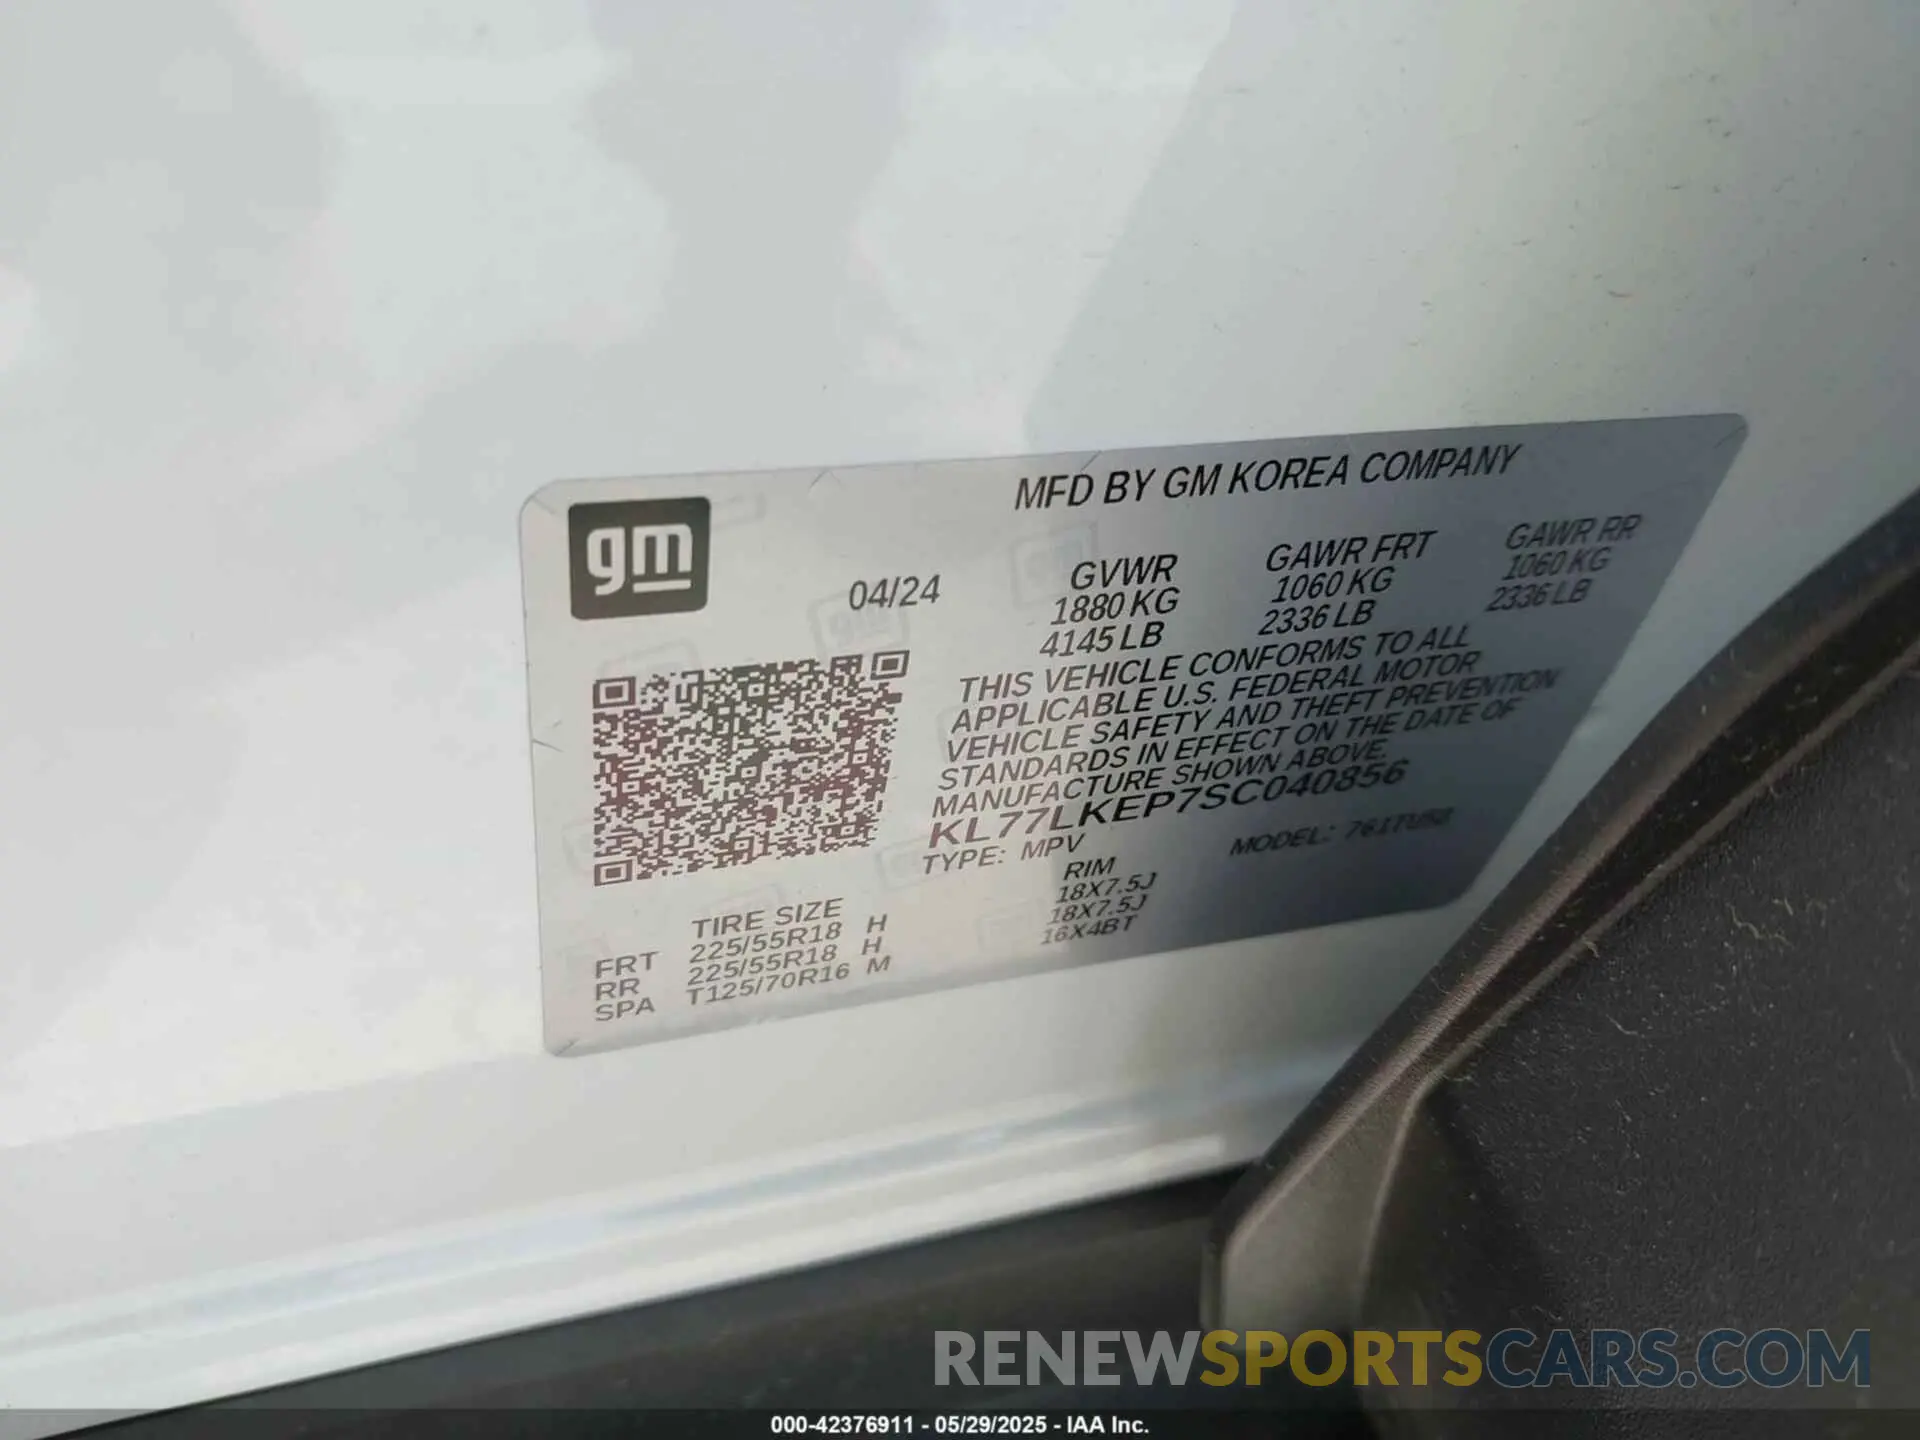 gm
MFD BY GM KOREA COMPANY
04/24
GVWR GAWR FRT GAWR RR
1880 KG 1060 KG 1060 KG
4145 LB 2336 LB 2336 LB
THIS VEHICLE CONFORMS TO ALL
APPLICABLE U.S. FEDERAL MOTOR
VEHICLE SAFETY AND THEFT PREVENTION
STANDARDS IN EFFECT ON THE DATE OF
MANUFACTURE SHOWN ABOVE.
KL77LKEP7SC040856
TYPE: MPV MODEL:
TIRE SIZE RIM
FRT 225/55R18 H 18X7.5J
RR 225/55R18 H 18X7.5J
SPA T125/70R16 M 16X4BT
RENEWSPORTSCARS.COM
000-42376911 - 05/29/2025 - IAA Inc.